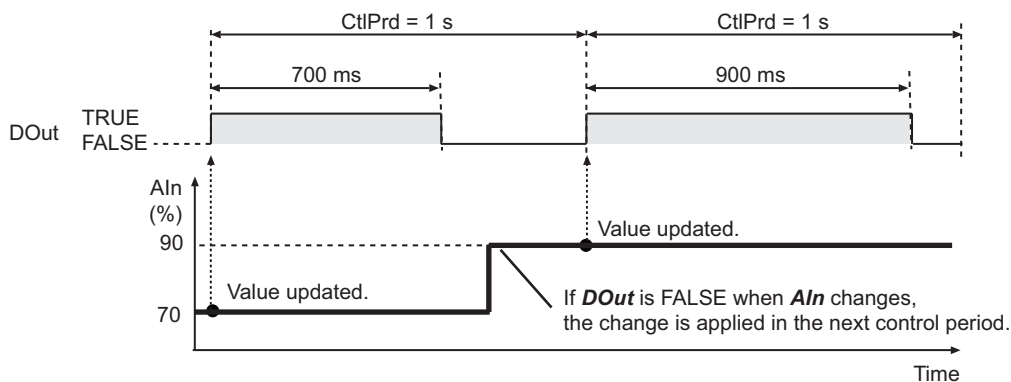 CtlPrd = 1 s
CtlPrd = 1 s
700 ms
900 ms
DOut
TRUE
FALSE
AIn
(%)
90
Value updated.
Value updated.
70
If DOut is FALSE when AIn changes,
the change is applied in the next control period.
Time